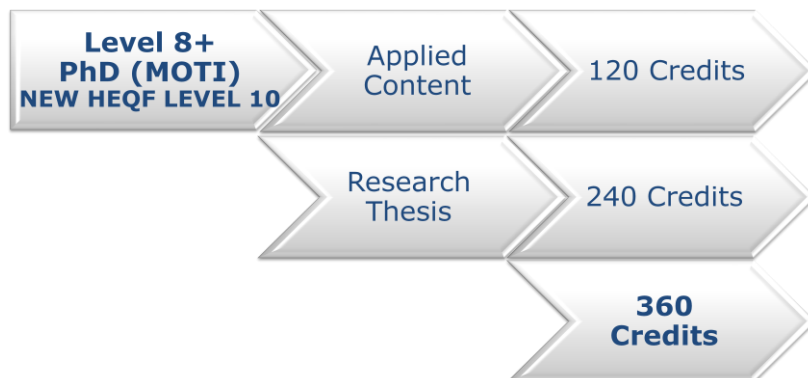 Level 8+
PhD (MOTI)
NEW HEQF LEVEL 10
Applied
Content
120 Credits
Research
Thesis
240 Credits
360
Credits